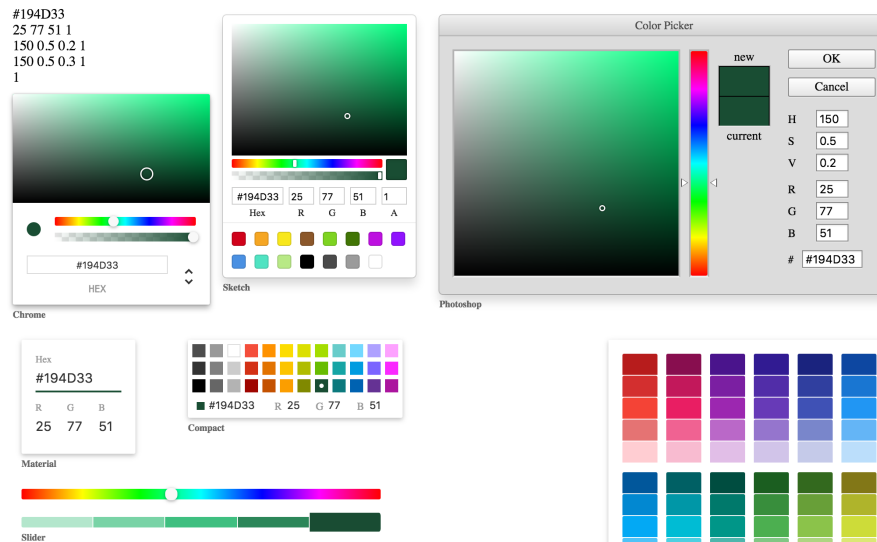 #194D33
25 77 51 1
150 0.5 0.2 1
150 0.5 0.3 1
1
#194D33
HEX
Chrome
#194D33 25 77 51 1
Hex R G B A
Sketch
Color Picker
new
current
OK
Cancel
H 150
S 0.5
V 0.2
R 25
G 77
B 51
# #194D33
Photoshop
Hex
#194D33
R G B
25 77 51
Material
#194D33 R 25 G 77 B 51
Compact
Slider